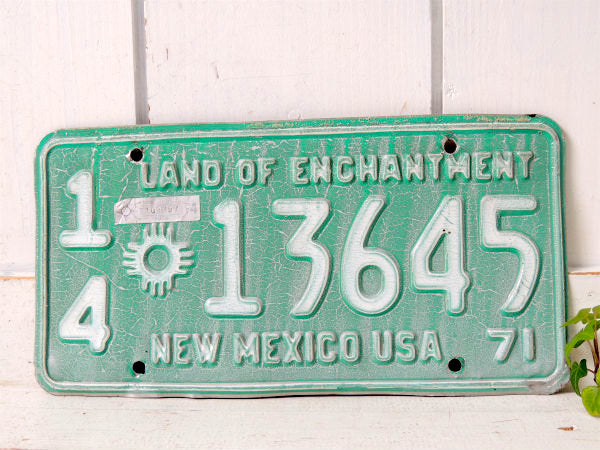 LAND OF ENCHANTMENT
1 13645
4
NEW MEXICO USA 71